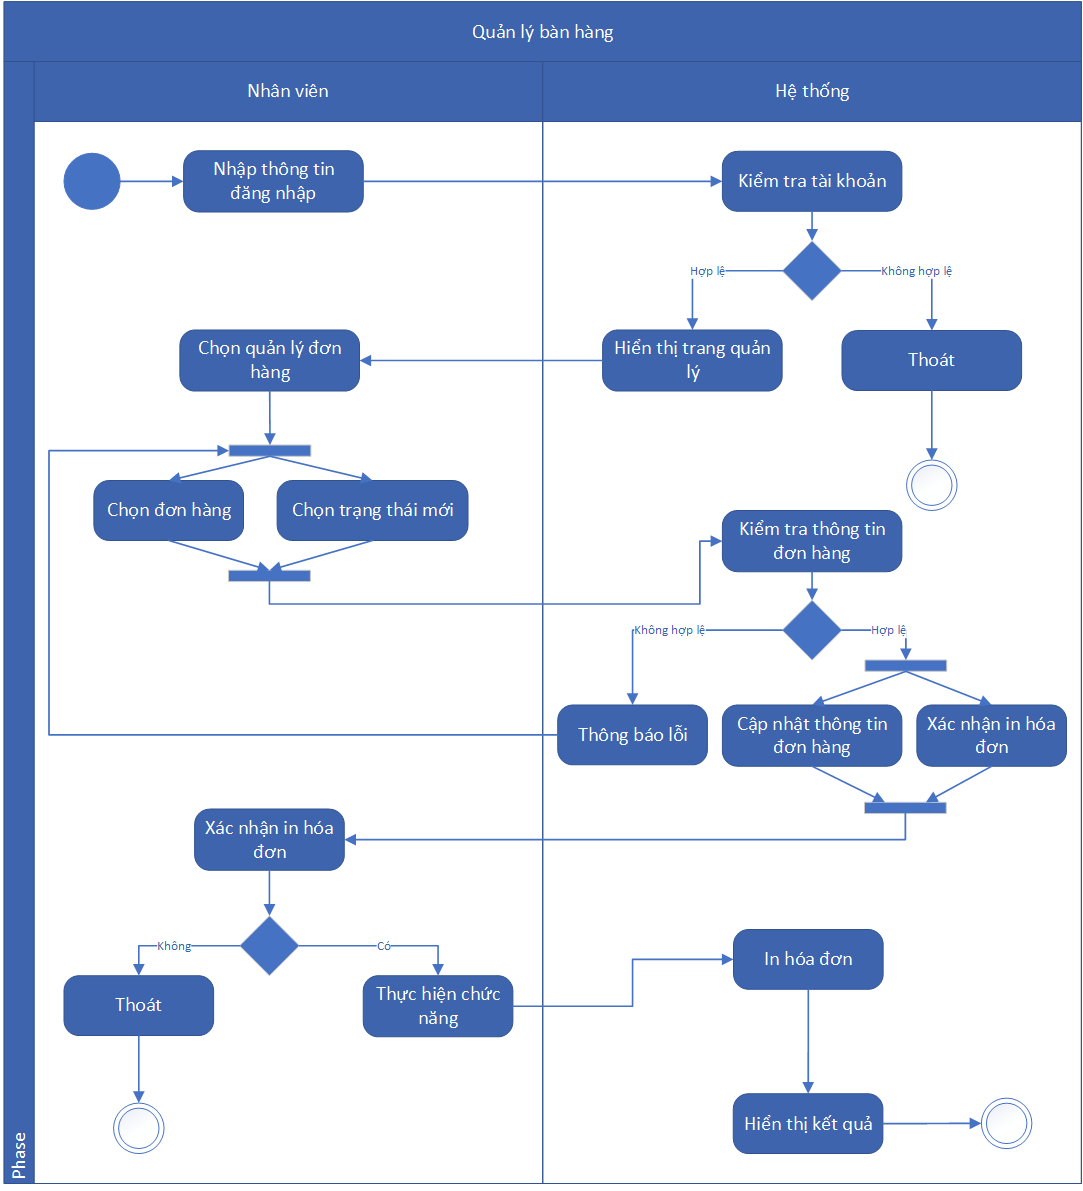 Quản lý bàn hàng
Nhân viên
Hệ thống
Nhập thông tin
đăng nhập
Kiểm tra tài khoản
Hợp lệ
Không hợp lệ
Chọn quản lý đơn
hàng
Hiển thị trang quản
lý
Thoát
Chọn đơn hàng
Chọn trạng thái mới
Kiểm tra thông tin
đơn hàng
Không hợp lệ
Hợp lệ
Thông báo lỗi
Cập nhật thông tin
đơn hàng
Xác nhận in hóa
đơn
Xác nhận in hóa
đơn
Không
Có
Thoát
Thực hiện chức
năng
In hóa đơn
Hiển thị kết quả
Phase